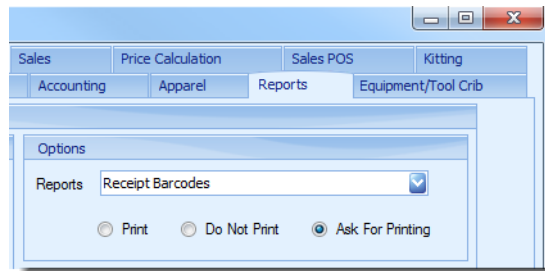 Sales Price Calculation Sales POS Kitting
Accounting Apparel Reports Equipment/Tool Crib
Options
Reports Receipt Barcodes
Print Do Not Print Ask For Printing